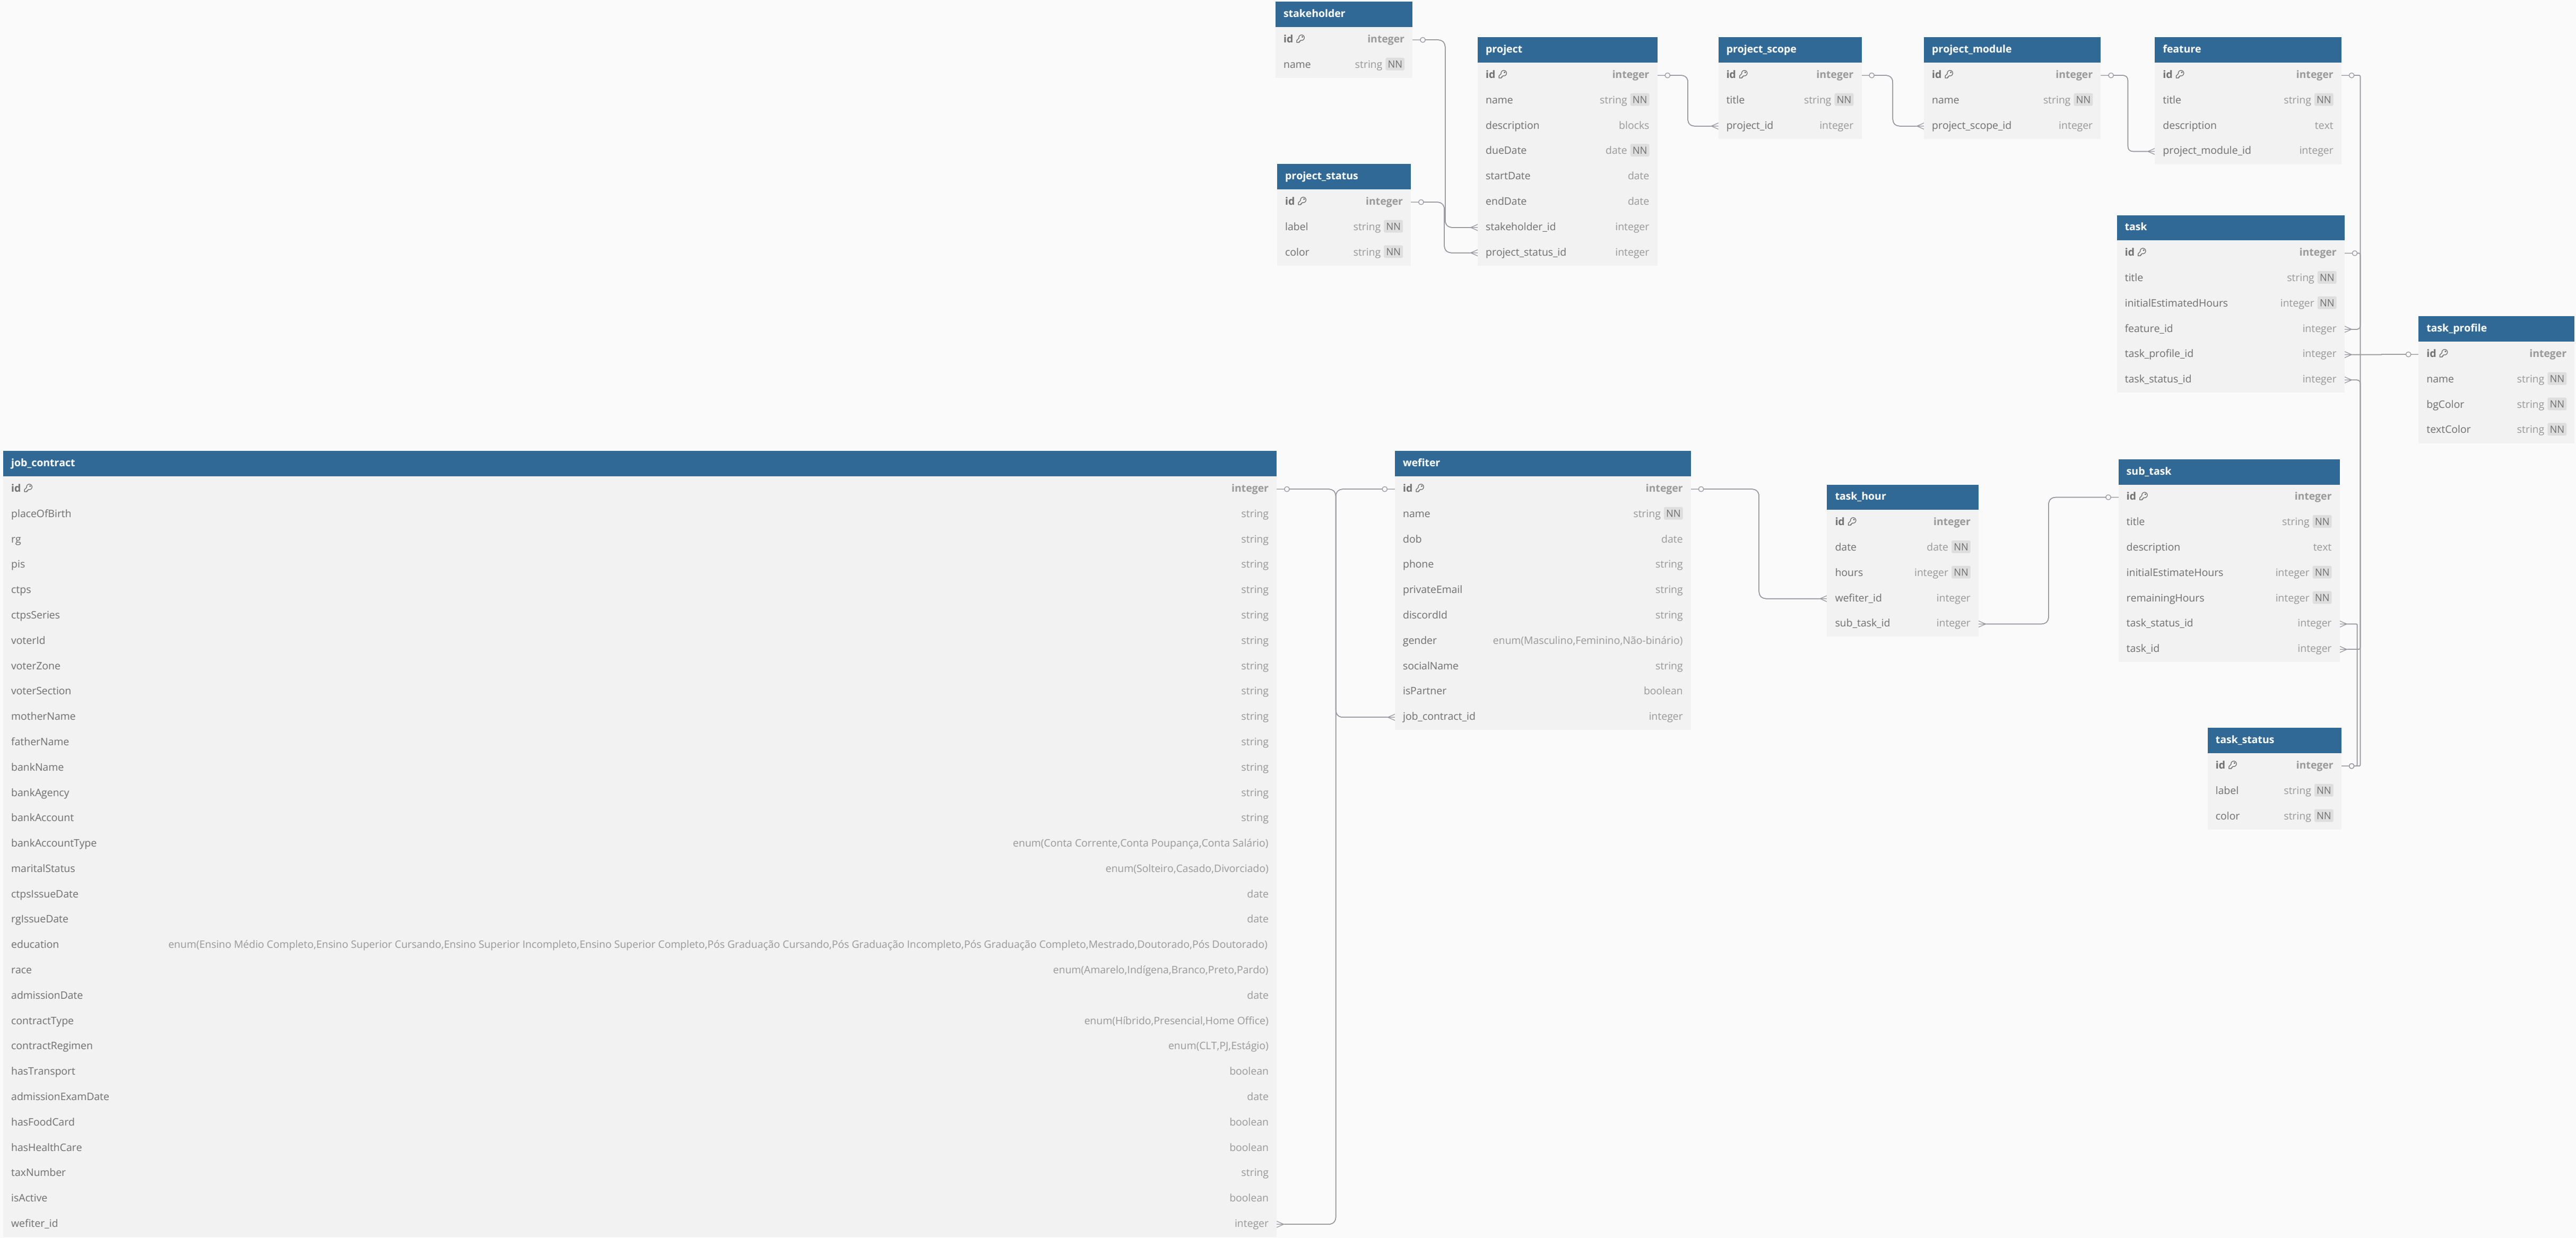 stakeholder
id integer
name string NN
project
id integer
name string NN
description blocks
dueDate date NN
startDate date
endDate date
stakeholder_id integer
project_status_id integer
project_scope
id integer
title string NN
project_id integer
project_module
id integer
name string NN
project_scope_id integer
feature
id integer
title string NN
description text
project_module_id integer
project_status
id integer
label string NN
color string NN
task
id integer
title string NN
initialEstimatedHours integer NN
feature_id integer
task_profile_id integer
task_status_id integer
task_profile
id integer
name string NN
bgColor string NN
textColor string NN
job_contract
id integer
placeOfBirth string
rg string
pis string
ctps string
ctpsSeries string
voterId string
voterZone string
voterSection string
motherName string
fatherName string
bankName string
bankAgency string
bankAccount string
bankAccountType enum(Conta Corrente,Conta Poupança,Conta Salário)
maritalStatus enum(Solteiro,Casado,Divorciado)
ctpsIssueDate date
rgIssueDate date
education enum(Ensino Médio Completo,Ensino Superior Cursando,Ensino Superior Incompleto,Ensino Superior Completo,Pós Graduação Cursando,Pós Graduação Incompleto,Pós Graduação Completo,Mestrado,Doutorado,Pós Doutorado)
race enum(Amarelo,Indígena,Branco,Preto,Pardo)
admissionDate date
contractType enum(Híbrido,Presencial,Home Office)
contractRegimen enum(CLT,PJ,Estágio)
hasTransport boolean
admissionExamDate date
hasFoodCard boolean
hasHealthCare boolean
taxNumber string
isActive boolean
wefiter_id integer
wefiter
id integer
name string NN
dob date
phone string
privateEmail string
discordId string
gender enum(Masculino,Feminino,Não-binário)
socialName string
isPartner boolean
job_contract_id integer
task_hour
id integer
date date NN
hours integer NN
wefiter_id integer
sub_task_id integer
sub_task
id integer
title string NN
description text
initialEstimateHours integer NN
remainingHours integer NN
task_status_id integer
task_id integer
task_status
id integer
label string NN
color string NN